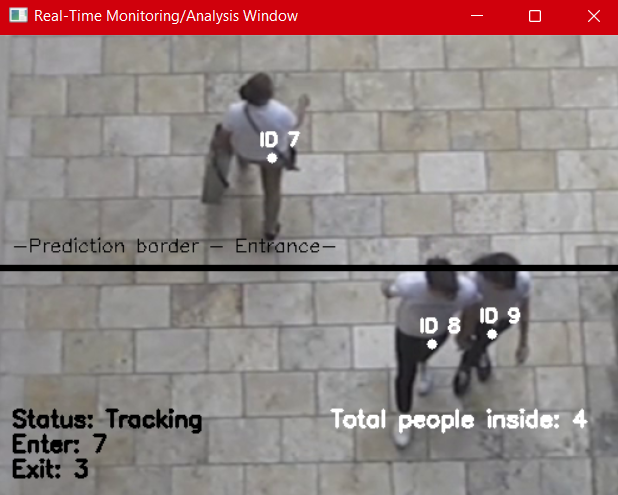 Real-Time Monitoring/Analysis Window
ID 7
-Prediction border - Entrance-
ID 8
ID 9
Status: Tracking
Total people inside: 4
Enter: 7
Exit: 3